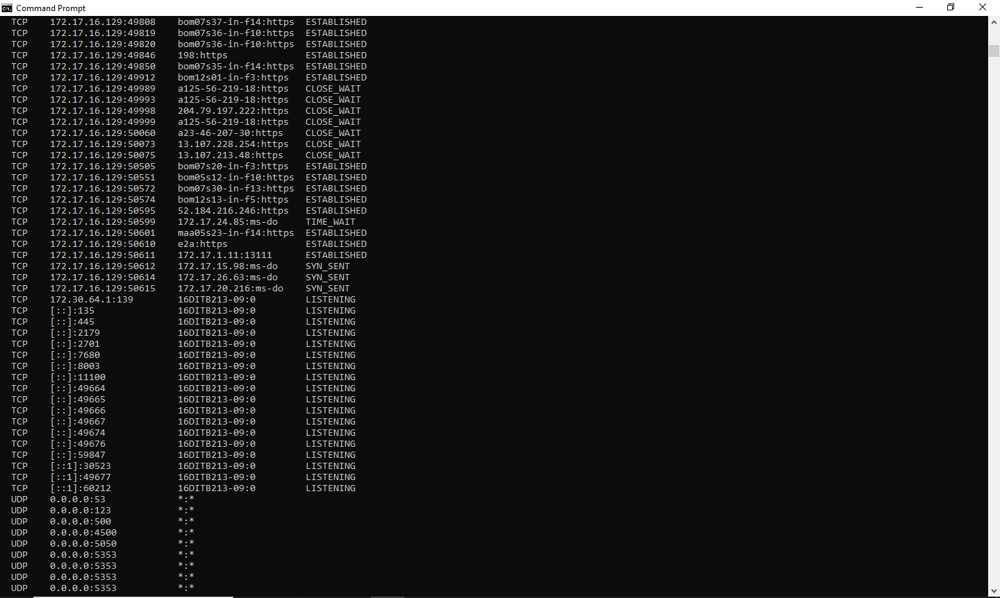 Command Prompt
TCP    172.17.16.129:49808    bom07s37-in-f14:https  ESTABLISHED
TCP    172.17.16.129:49819    bom07s36-in-f10:https  ESTABLISHED
TCP    172.17.16.129:49820    bom07s36-in-f10:https  ESTABLISHED
TCP    172.17.16.129:49846    198:https              ESTABLISHED
TCP    172.17.16.129:49850    bom07s35-in-f14:https  ESTABLISHED
TCP    172.17.16.129:49912    bom12s01-in-f3:https   ESTABLISHED
TCP    172.17.16.129:49989    a125-56-219-18:https   CLOSE_WAIT
TCP    172.17.16.129:49993    a125-56-219-18:https   CLOSE_WAIT
TCP    172.17.16.129:49998    204.79.197.222:https   CLOSE_WAIT
TCP    172.17.16.129:49999    a125-56-219-18:https   CLOSE_WAIT
TCP    172.17.16.129:50060    a23-46-207-30:https    CLOSE_WAIT
TCP    172.17.16.129:50073    13.107.228.254:https   CLOSE_WAIT
TCP    172.17.16.129:50075    13.107.213.48:https    CLOSE_WAIT
TCP    172.17.16.129:50505    bom07s20-in-f3:https   ESTABLISHED
TCP    172.17.16.129:50551    bom05s12-in-f10:https  ESTABLISHED
TCP    172.17.16.129:50572    bom07s30-in-f13:https  ESTABLISHED
TCP    172.17.16.129:50574    bom12s13-in-f5:https   ESTABLISHED
TCP    172.17.16.129:50595    52.184.216.246:https   ESTABLISHED
TCP    172.17.16.129:50599    172.17.24.85:ms-do     TIME_WAIT
TCP    172.17.16.129:50601    maa05s23-in-f14:https  ESTABLISHED
TCP    172.17.16.129:50610    e2a:https              ESTABLISHED
TCP    172.17.16.129:50611    172.17.1.11:13111      ESTABLISHED
TCP    172.17.16.129:50612    172.17.15.98:ms-do     SYN_SENT
TCP    172.17.16.129:50614    172.17.26.63:ms-do     SYN_SENT
TCP    172.17.16.129:50615    172.17.20.216:ms-do    SYN_SENT
TCP    172.30.64.1:139        16DITB213-09:0         LISTENING
TCP    [::]:135               16DITB213-09:0         LISTENING
TCP    [::]:445               16DITB213-09:0         LISTENING
TCP    [::]:2179              16DITB213-09:0         LISTENING
TCP    [::]:2701              16DITB213-09:0         LISTENING
TCP    [::]:7680              16DITB213-09:0         LISTENING
TCP    [::]:8003              16DITB213-09:0         LISTENING
TCP    [::]:11100             16DITB213-09:0         LISTENING
TCP    [::]:49664             16DITB213-09:0         LISTENING
TCP    [::]:49665             16DITB213-09:0         LISTENING
TCP    [::]:49666             16DITB213-09:0         LISTENING
TCP    [::]:49667             16DITB213-09:0         LISTENING
TCP    [::]:49674             16DITB213-09:0         LISTENING
TCP    [::]:49676             16DITB213-09:0         LISTENING
TCP    [::]:59847             16DITB213-09:0         LISTENING
TCP    [::1]:30523            16DITB213-09:0         LISTENING
TCP    [::1]:49677            16DITB213-09:0         LISTENING
TCP    [::1]:60212            16DITB213-09:0         LISTENING
UDP    0.0.0.0:53             *:*
UDP    0.0.0.0:123            *:*
UDP    0.0.0.0:500            *:*
UDP    0.0.0.0:4500           *:*
UDP    0.0.0.0:5050           *:*
UDP    0.0.0.0:5353           *:*
UDP    0.0.0.0:5353           *:*
UDP    0.0.0.0:5353           *:*
UDP    0.0.0.0:5353           *:*